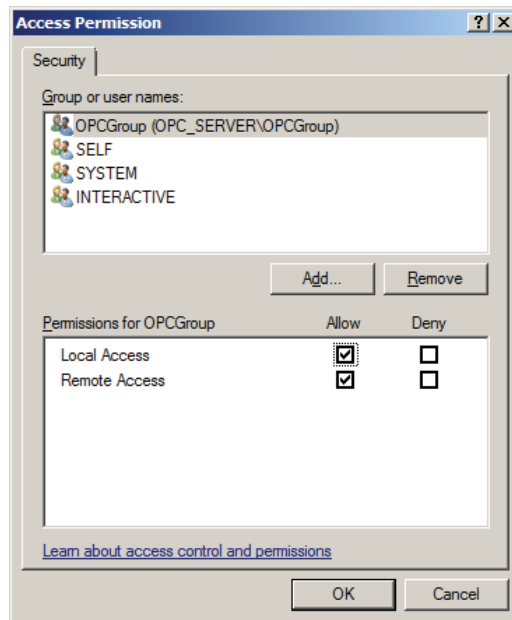 Access Permission
Security
Group or user names:
OPCGroup (OPC_SERVER\OPCGroup)
SELF
SYSTEM
INTERACTIVE
Add... Remove
Permissions for OPCGroup Allow Deny
Local Access
Remote Access
Learn about access control and permissions
OK Cancel